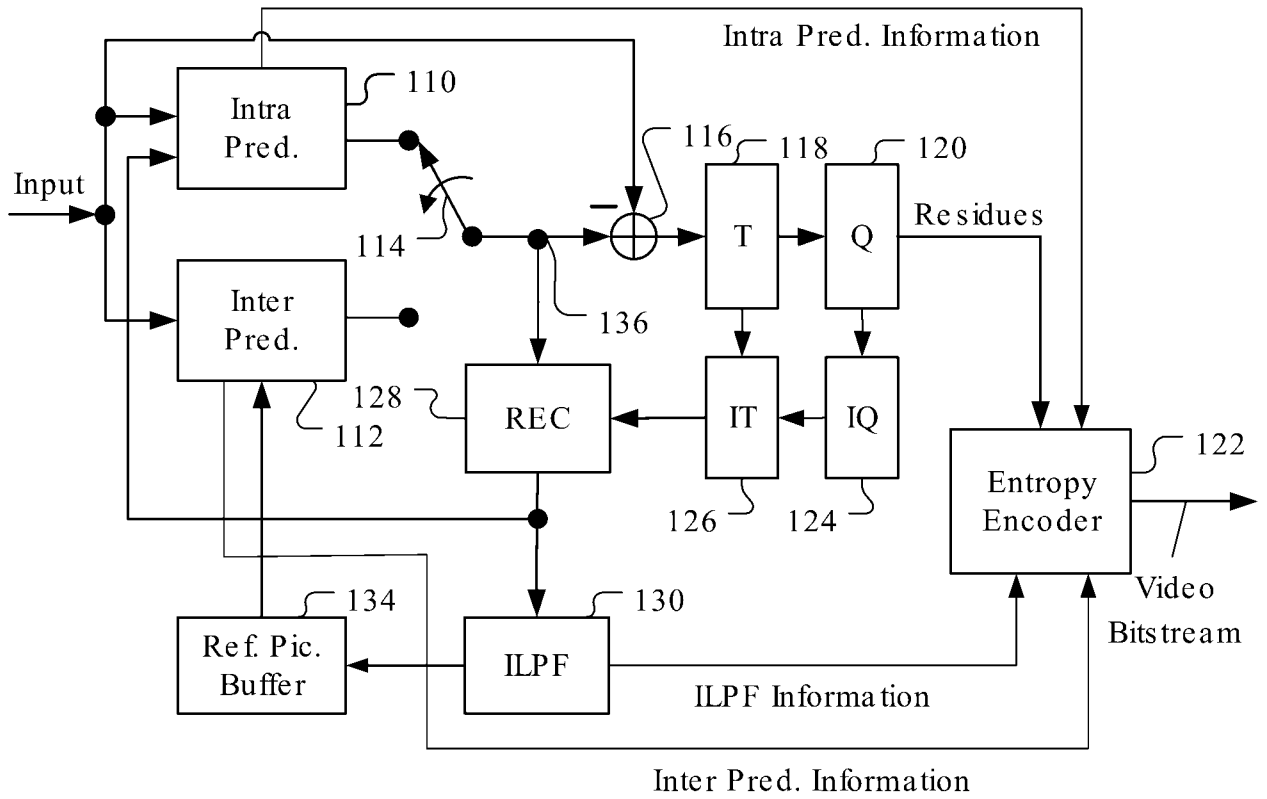 Intra Pred. Information
110
Intra
Pred.
116
118
120
Input
114
T
Q
Residues
Inter
Pred.
136
128
REC
IT
IQ
112
122
Entropy
Encoder
126
124
134
130
Video
Bitstream
Ref. Pic.
Buffer
ILPF
ILPF Information
Inter Pred. Information